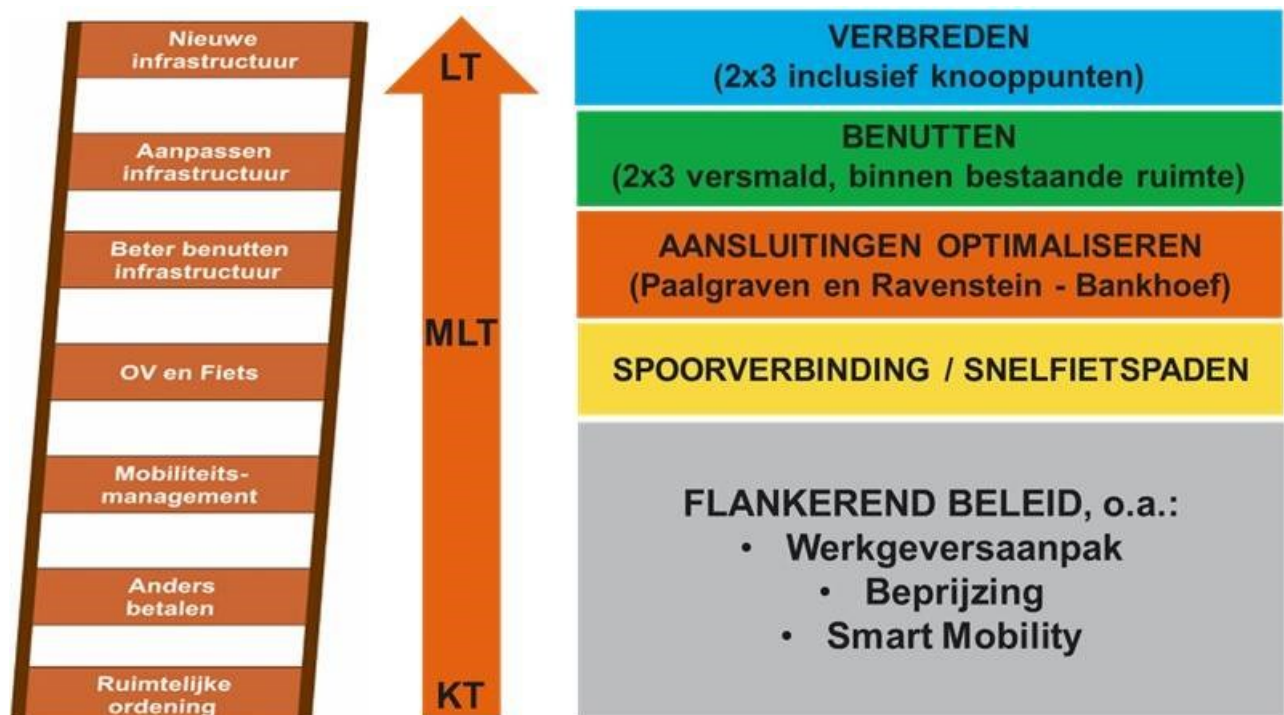 Nieuwe
infrastructuur
Aanpassen
infrastructuur
Beter benutten
infrastructuur
OV en Fiets
Mobiliteits-
management
Anders
betalen
Ruimtelijke
ordening
LT
MLT
KT
VERBREDEN
(2x3 inclusief knooppunten)
BENUTTEN
(2x3 versmald, binnen bestaande ruimte)
AANSLUITINGEN OPTIMALISEREN
(Paalgraven en Ravenstein - Bankhoef)
SPOORVERBINDING / SNELFIETSPADEN
FLANKEREND BELEID, o.a.:
• Werkgeversaanpak
• Beprijzing
• Smart Mobility